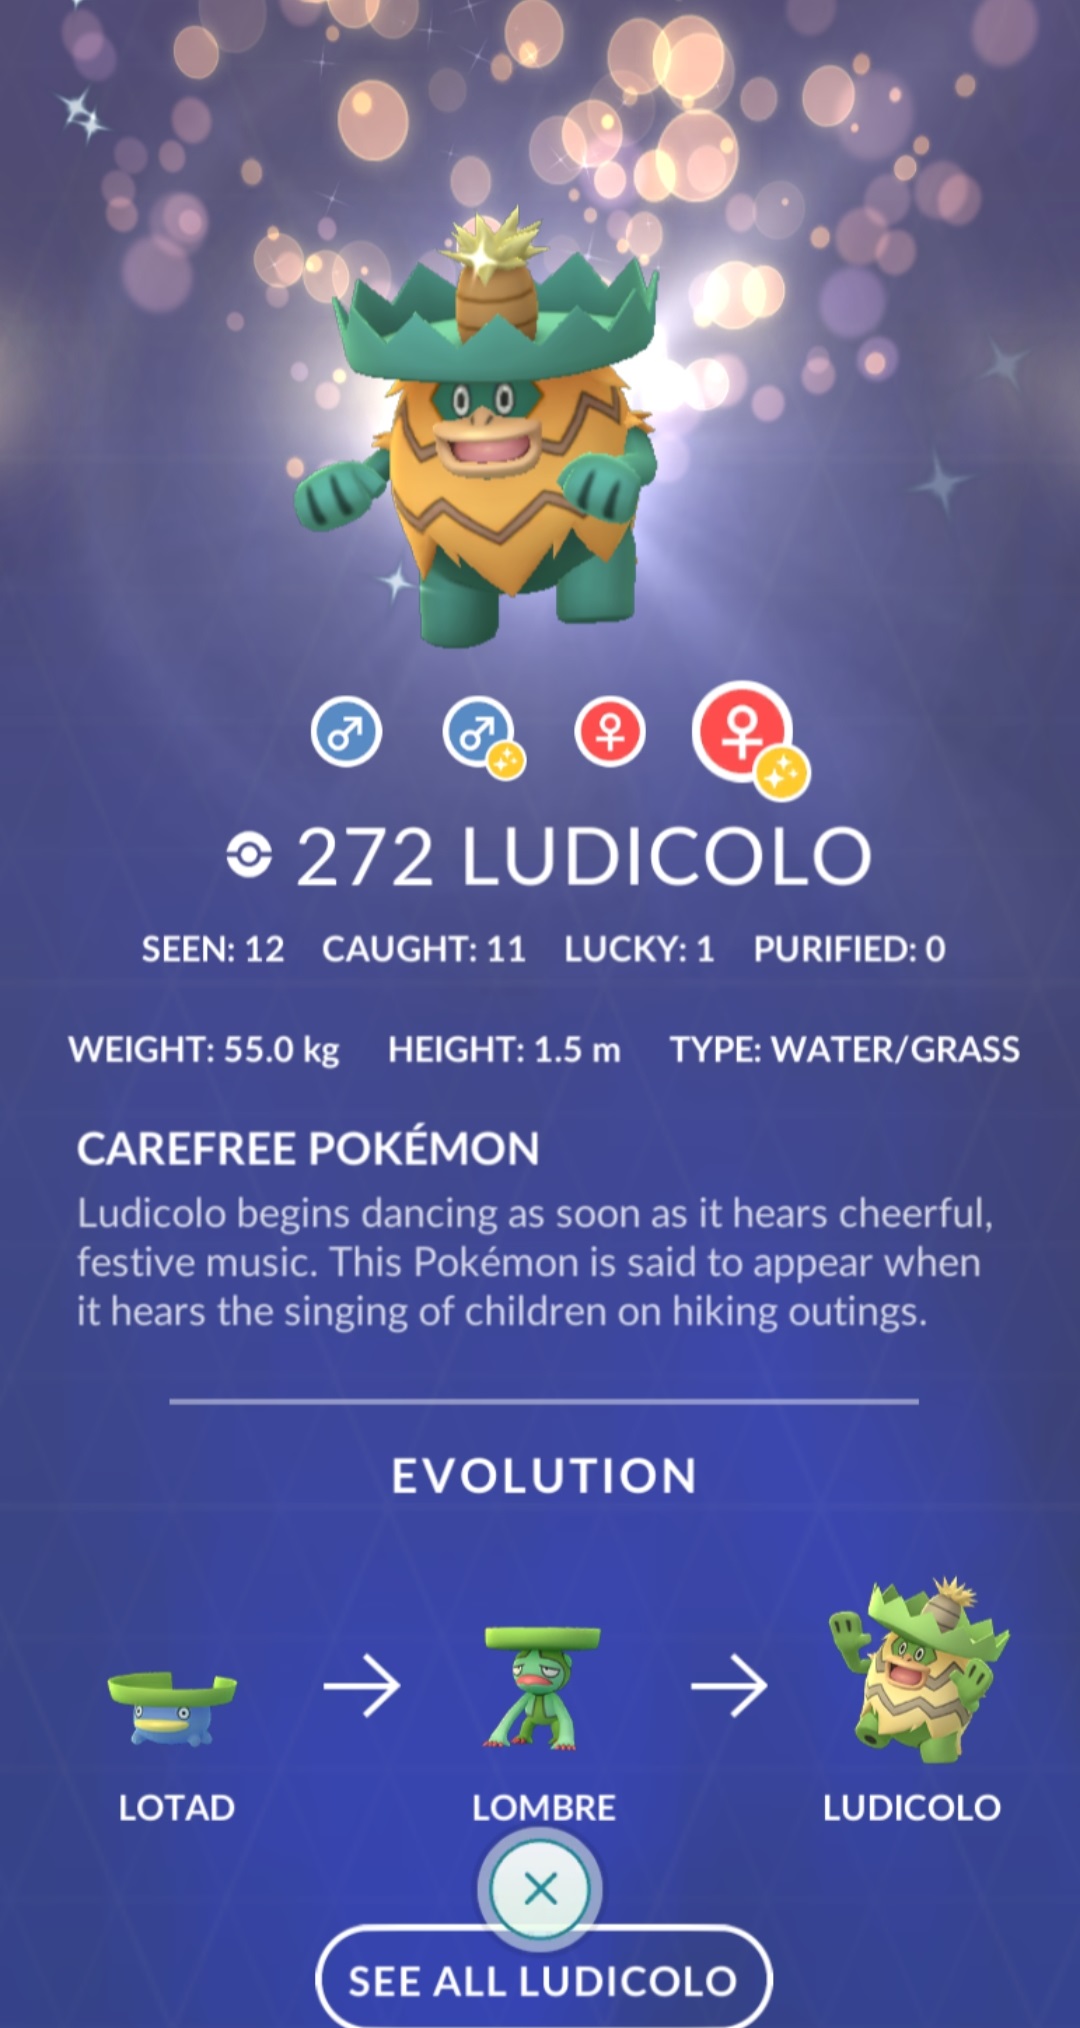 272 LUDICOLO
SEEN: 12 CAUGHT: 11 LUCKY: 1 PURIFIED: 0
WEIGHT: 55.0 kg HEIGHT: 1.5 m TYPE: WATER/GRASS
CAREFREE POKÉMON
Ludicolo begins dancing as soon as it hears cheerful,
festive music. This Pokémon is said to appear when
it hears the singing of children on hiking outings.
EVOLUTION
LOTAD LOMBRE LUDICOLO
SEE ALL LUDICOLO